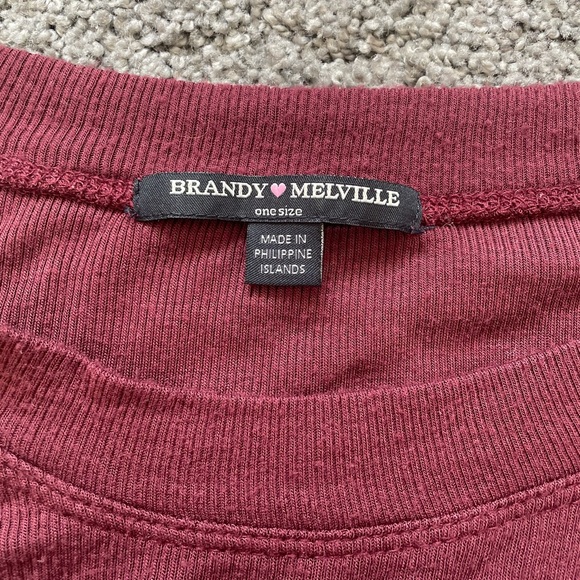 BRANDY♥MELVILLE
one size
MADE IN
PHILIPPINE
ISLANDS